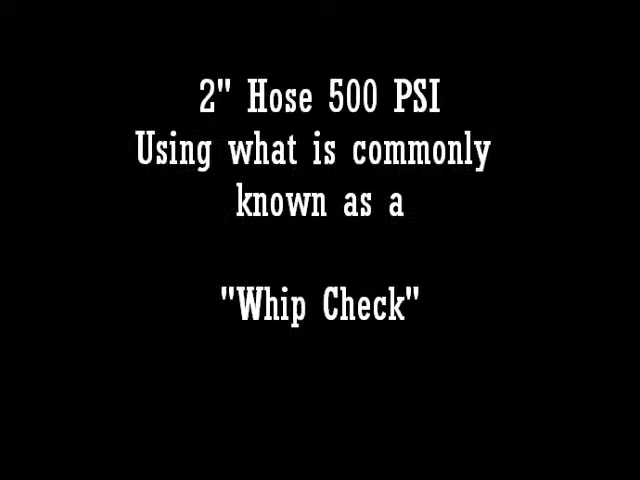 2" Hose 500 PSI
Using what is commonly
known as a
"Whip Check"